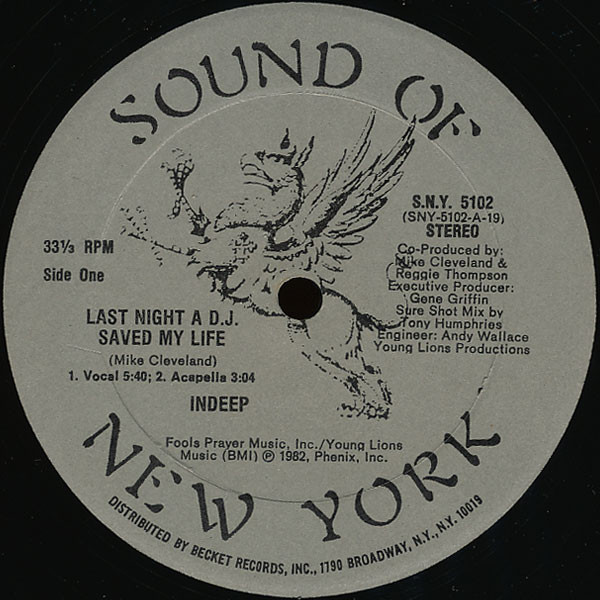 SOUND OF
S.N.Y. 5102
(SNY-5102-A-19)
STEREO
33⅓ RPM
Side One
Co-Produced by:
Mike Cleveland &
Reggie Thompson
Executive Producer:
Gene Griffin
Sure Shot Mix by
Tony Humphries
Engineer: Andy Wallace
Young Lions Productions
LAST NIGHT A D.J.
SAVED MY LIFE
(Mike Cleveland)
1. Vocal 5:40; 2. Acapella 3:04
INDEEP
Fools Prayer Music, Inc./Young Lions
Music (BMI) ℗ 1982, Phenix, Inc.
NEW YORK
DISTRIBUTED BY BECKET RECORDS, INC., 1790 BROADWAY, N.Y., N.Y. 10019